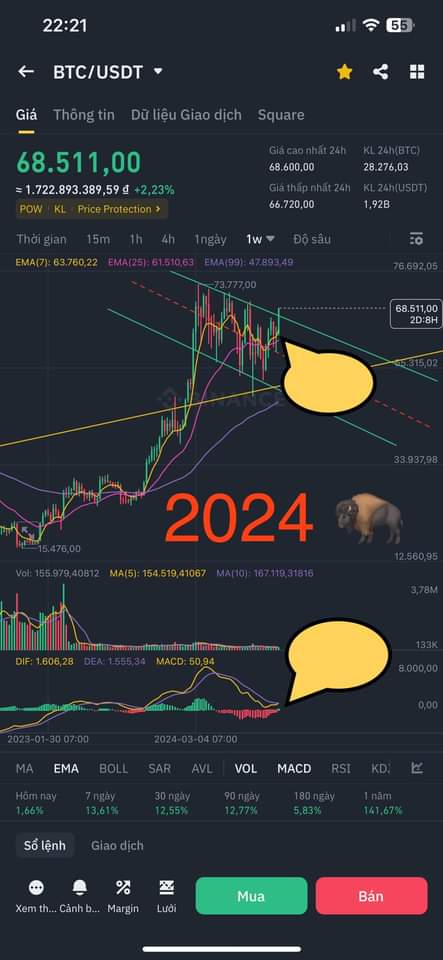 22:21
55
BTC/USDT
Giá Thông tin Dữ liệu Giao dịch Square
68.511,00
≈ 1.722.893.389,59 đ +2,23%
POW KL Price Protection >
Giá cao nhất 24h KL 24h(BTC)
68.600,00 28.276,03
Giá thấp nhất 24h KL 24h(USDT)
66.720,00 1,92B
Thời gian 15m 1h 4h 1ngày 1w Độ sâu
EMA(7): 63.760,22 EMA(25): 61.510,63 EMA(99): 47.893,49
76.692,05
73.777,00
68.511,00
2D:8H
55.315,02
BINANCE
33.937,98
2024
15.476,00
12.560,95
Vol: 155.979,40812 MA(5): 154.519,41067 MA(10): 167.119,31816
3,78M
133K
DIF: 1.606,28 DEA: 1.555,34 MACD: 50,94
8.000,00
0,00
2023-01-30 07:00 2024-03-04 07:00
MA EMA BOLL SAR AVL VOL MACD RSI KDJ
Hôm nay 7 ngày 30 ngày 90 ngày 180 ngày 1 năm
1,66% 13,61% 12,55% 12,77% 5,83% 141,67%
Sổ lệnh Giao dịch
Xem th... Cảnh b... Margin Lưới
Mua Bán